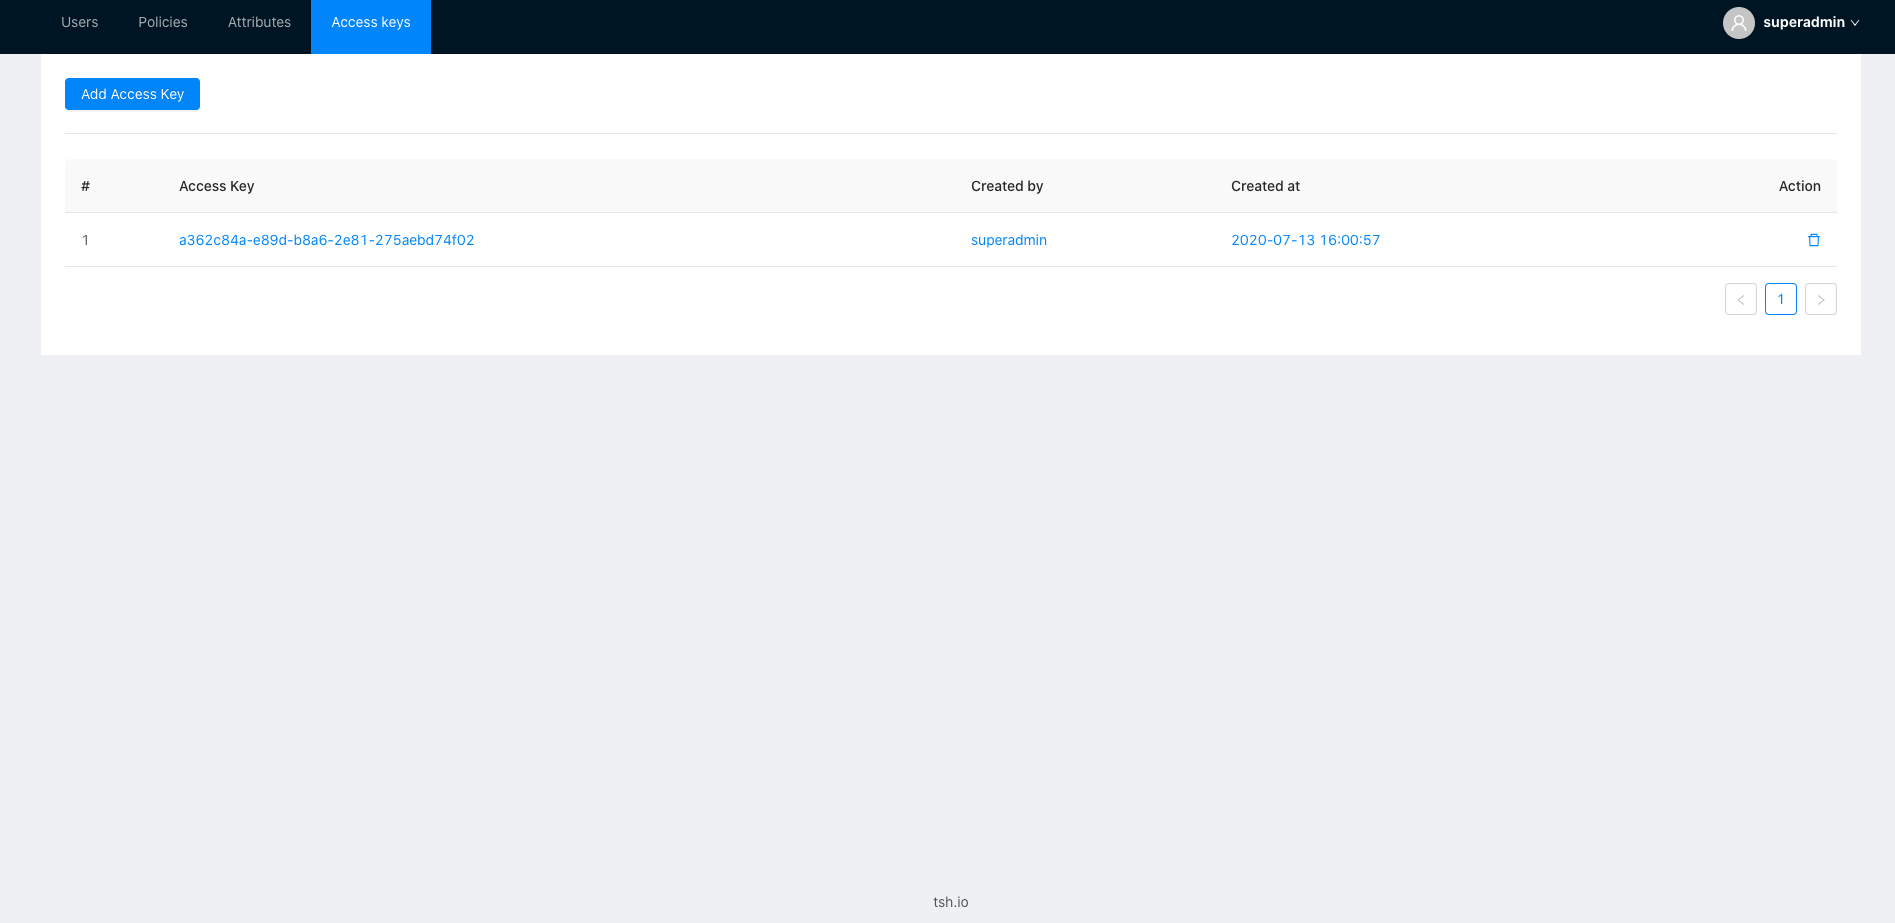 Users Policies Attributes Access keys superadmin
Add Access Key
# Access Key Created by Created at Action
1 a362c84a-e89d-b8a6-2e81-275aebd74f02 superadmin 2020-07-13 16:00:57
< 1 >
tsh.io